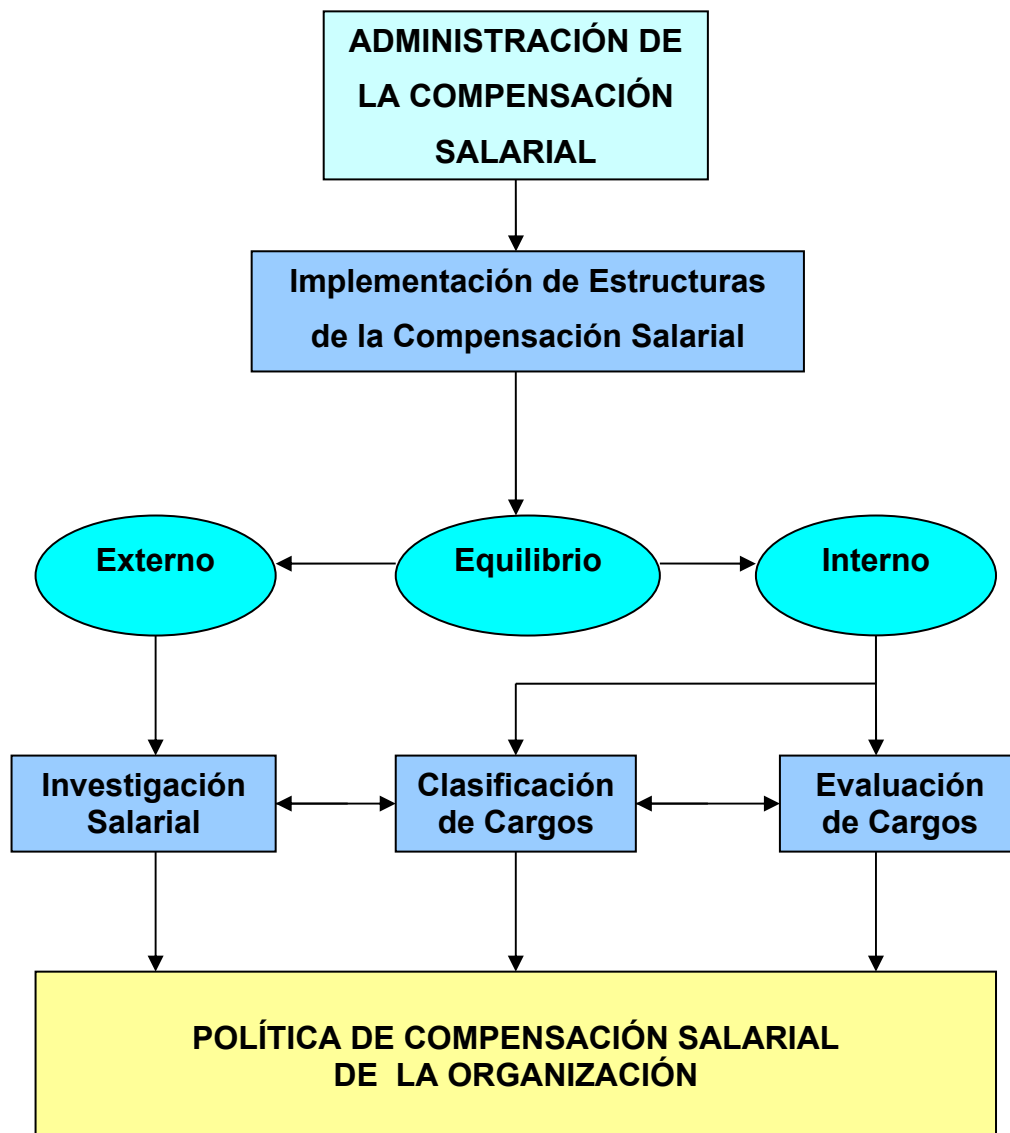 ADMINISTRACIÓN DE
LA COMPENSACIÓN
SALARIAL
Implementación de Estructuras
de la Compensación Salarial
Externo
Equilibrio
Interno
Investigación
Salarial
Clasificación
de Cargos
Evaluación
de Cargos
POLÍTICA DE COMPENSACIÓN SALARIAL
DE LA ORGANIZACIÓN